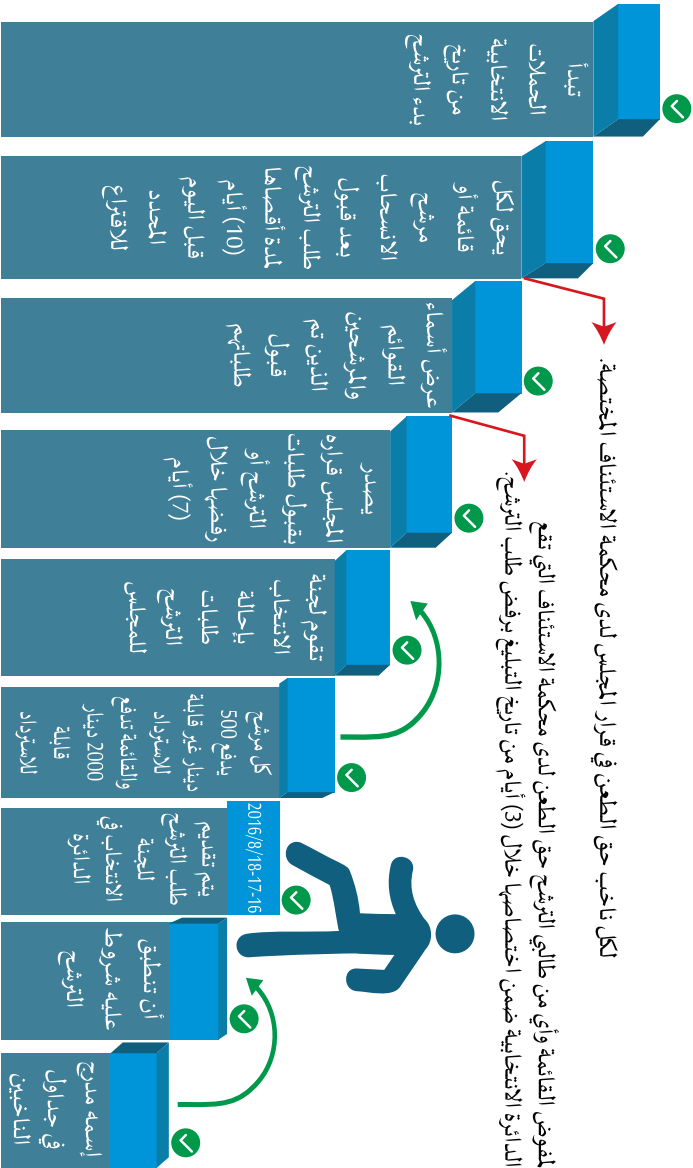 لكل ناخب حق الطعن في قرار المجلس لدى محكمة الاستئناف المختصة.
لمفوض القائمة وأي من طالبي الترشح حق الطعن لدى محكمة الاستئناف التي تقع
الدائرة الانتخابية ضمن اختصاصها خلال (3) أيام من تاريخ التبليغ برفض طلب الترشح.
إسمه مدرج
في جداول
الناخبين
أن تنطبق
عليه شروط
الترشح
2016/8/18-17-16
يتم تقديم
طلب الترشح
للجنة
الانتخاب في
الدائرة
كل مرشح
يدفع 500
دينار غير قابلة
للاسترداد
والقائمة تدفع
2000 دينار
قابلة
للاسترداد
تقوم لجنة
الانتخاب
بإحالة
طلبات
الترشح
للمجلس
يصدر
المجلس قراره
بقبول طلبات
الترشح أو
رفضها خلال
(7) أيام
عرض أسماء
القوائم
والمرشحين
الذين تم
قبول
طلباتهم
يحق لكل
قائمة أو
مرشح
الانسحاب
بعد قبول
طلب الترشح
لمدة أقصاها
(10) أيام
قبل اليوم
المحدد
للاقتراع
تبدأ
الحملات
الانتخابية
من تاريخ
بدء الترشح